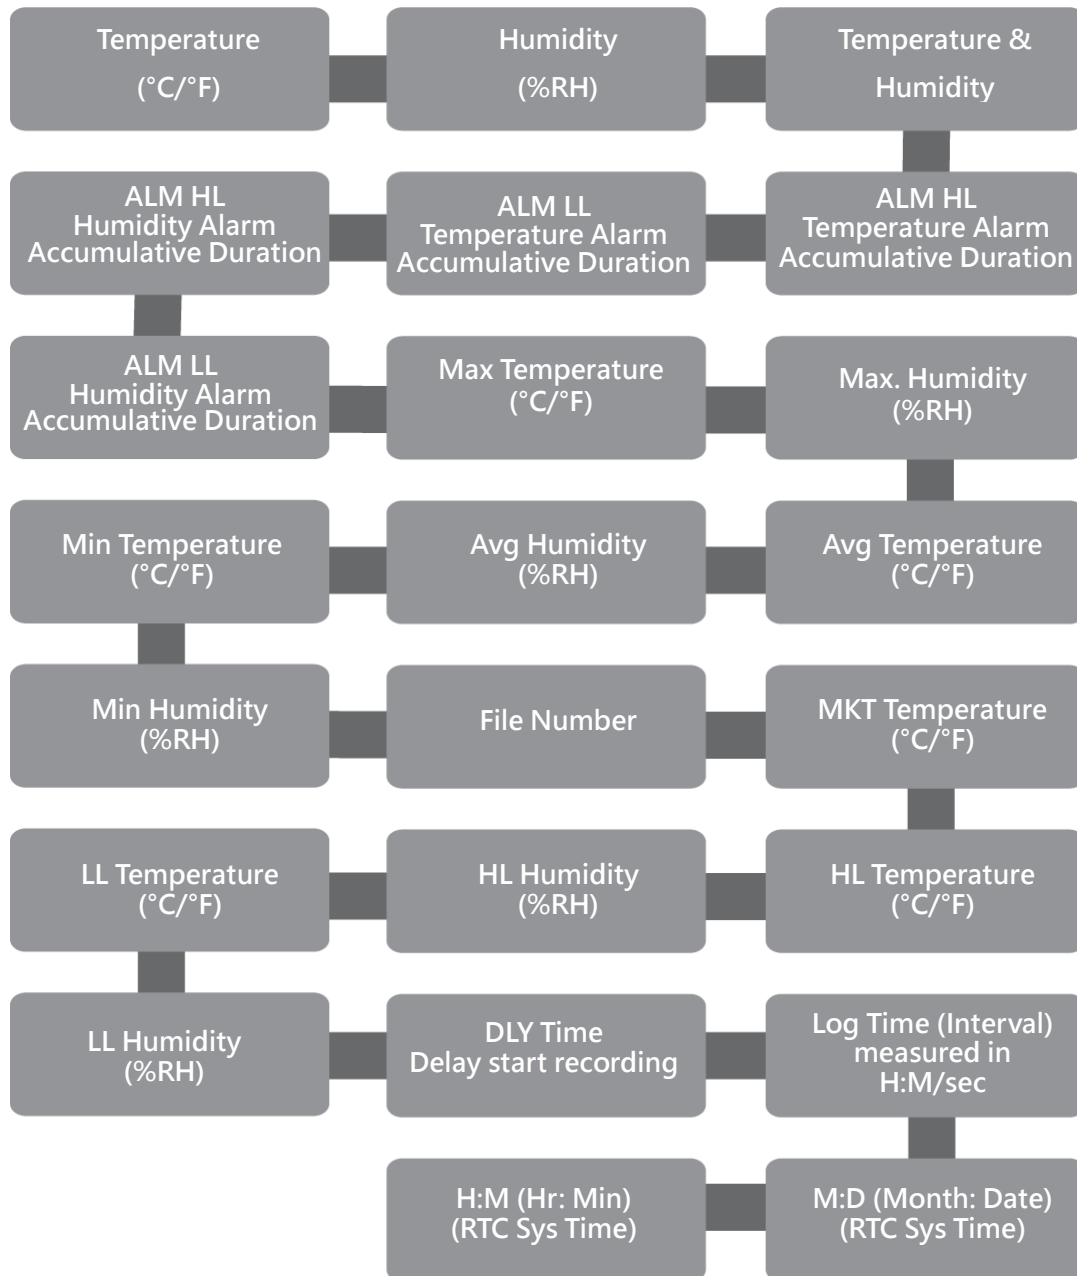 Temperature
(°C/°F)
Humidity
(%RH)
Temperature &
Humidity
ALM HL
Humidity Alarm
Accumulative Duration
ALM LL
Temperature Alarm
Accumulative Duration
ALM HL
Temperature Alarm
Accumulative Duration
ALM LL
Humidity Alarm
Accumulative Duration
Max Temperature
(°C/°F)
Max. Humidity
(%RH)
Min Temperature
(°C/°F)
Avg Humidity
(%RH)
Avg Temperature
(°C/°F)
Min Humidity
(%RH)
File Number
MKT Temperature
(°C/°F)
LL Temperature
(°C/°F)
HL Humidity
(%RH)
HL Temperature
(°C/°F)
LL Humidity
(%RH)
DLY Time
Delay start recording
Log Time (Interval)
measured in
H:M/sec
H:M (Hr: Min)
(RTC Sys Time)
M:D (Month: Date)
(RTC Sys Time)